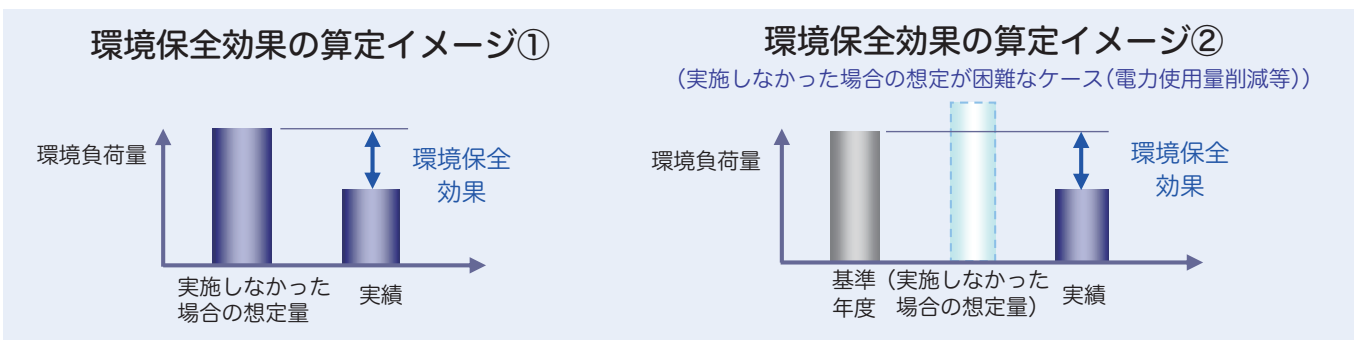 環境保全効果の算定イメージ①
環境負荷量
環境保全
効果
実施しなかった
場合の想定量
実績
環境保全効果の算定イメージ②
（実施しなかった場合の想定が困難なケース（電力使用量削減等））
環境負荷量
環境保全
効果
基準
年度
（実施しなかった
場合の想定量）
実績